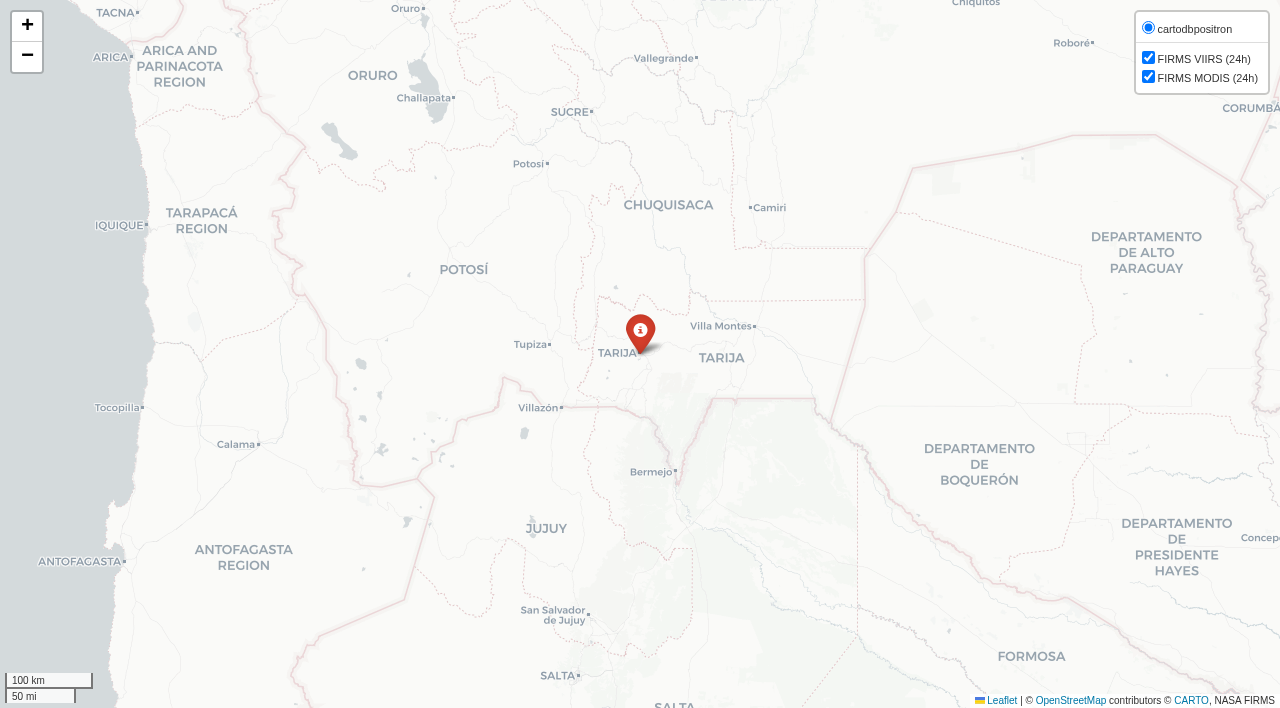 +
−
TACNA
Oruro
Chiquitos
ARICA
ARICA AND
PARINACOTA
REGION
ORURO
Challapata
Vallegrande
Roboré
cartodbpositron
FIRMS VIIRS (24h)
FIRMS MODIS (24h)
SUCRE
CORUMBÁ
Potosí
IQUIQUE
TARAPACÁ
REGION
CHUQUISACA
Camiri
DEPARTAMENTO
DE ALTO
PARAGUAY
POTOSÍ
Villa Montes
Tupiza
TARIJA
TARIJA
Tocopilla
Villazón
Calama
Bermejo
DEPARTAMENTO
DE
BOQUERÓN
JUJUY
DEPARTAMENTO
DE
PRESIDENTE
HAYES
Concep
ANTOFAGASTA
ANTOFAGASTA
REGION
San Salvador
de Jujuy
FORMOSA
SALTA
SALTA
100 km
50 mi
Leaflet | © OpenStreetMap contributors © CARTO, NASA FIRMS